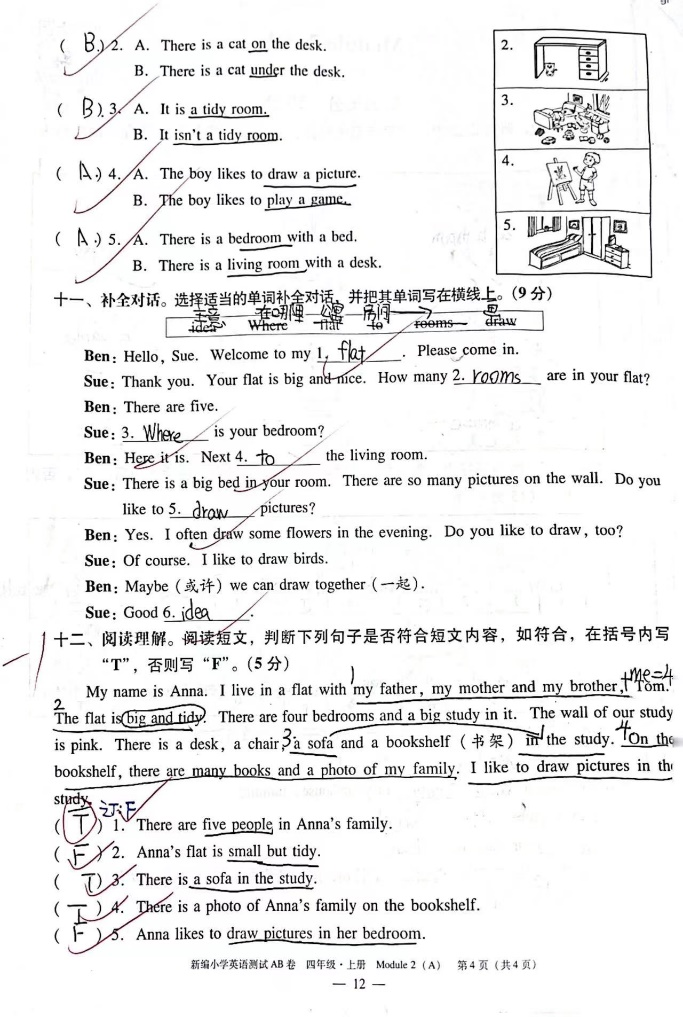 ( B. ) 2. A. There is a cat on the desk.
B. There is a cat under the desk.
( B ) 3. A. It is a tidy room.
B. It isn't a tidy room.
( A. ) 4. A. The boy likes to draw a picture.
B. The boy likes to play a game.
( A. ) 5. A. There is a bedroom with a bed.
B. There is a living room with a desk.
2.
3.
4.
5.
十一、补全对话。选择适当的单词补全对话，并把其单词写在横线上。(9 分)
主意 在哪里 公寓 房间 画
idea Where flat to rooms draw
Ben: Hello, Sue. Welcome to my 1. flat . Please come in.
Sue: Thank you. Your flat is big and nice. How many 2. rooms are in your flat?
Ben: There are five.
Sue: 3. Where is your bedroom?
Ben: Here it is. Next 4. to the living room.
Sue: There is a big bed in your room. There are so many pictures on the wall. Do you
like to 5. draw pictures?
Ben: Yes. I often draw some flowers in the evening. Do you like to draw, too?
Sue: Of course. I like to draw birds.
Ben: Maybe (或许) we can draw together (一起).
Sue: Good 6. idea .
-1
十二、阅读理解。阅读短文，判断下列句子是否符合短文内容，如符合，在括号内写
“T”，否则写“F”。(5 分)
1 +me=4
My name is Anna. I live in a flat with my father, my mother and my brother, Tom.
2
The flat is big and tidy. There are four bedrooms and a big study in it. The wall of our study
is pink. There is a desk, a chair, 3 a sofa and a bookshelf (书架) in the study. 4 On the
bookshelf, there are many books and a photo of my family. I like to draw pictures in the
study.
订:F
( T ) 1. There are five people in Anna's family.
( F ) 2. Anna's flat is small but tidy.
( T ) 3. There is a sofa in the study.
( T ) 4. There is a photo of Anna's family on the bookshelf.
( F ) 5. Anna likes to draw pictures in her bedroom.
新编小学英语测试AB卷 四年级·上册 Module 2 (A) 第4页 (共4页)
— 12 —